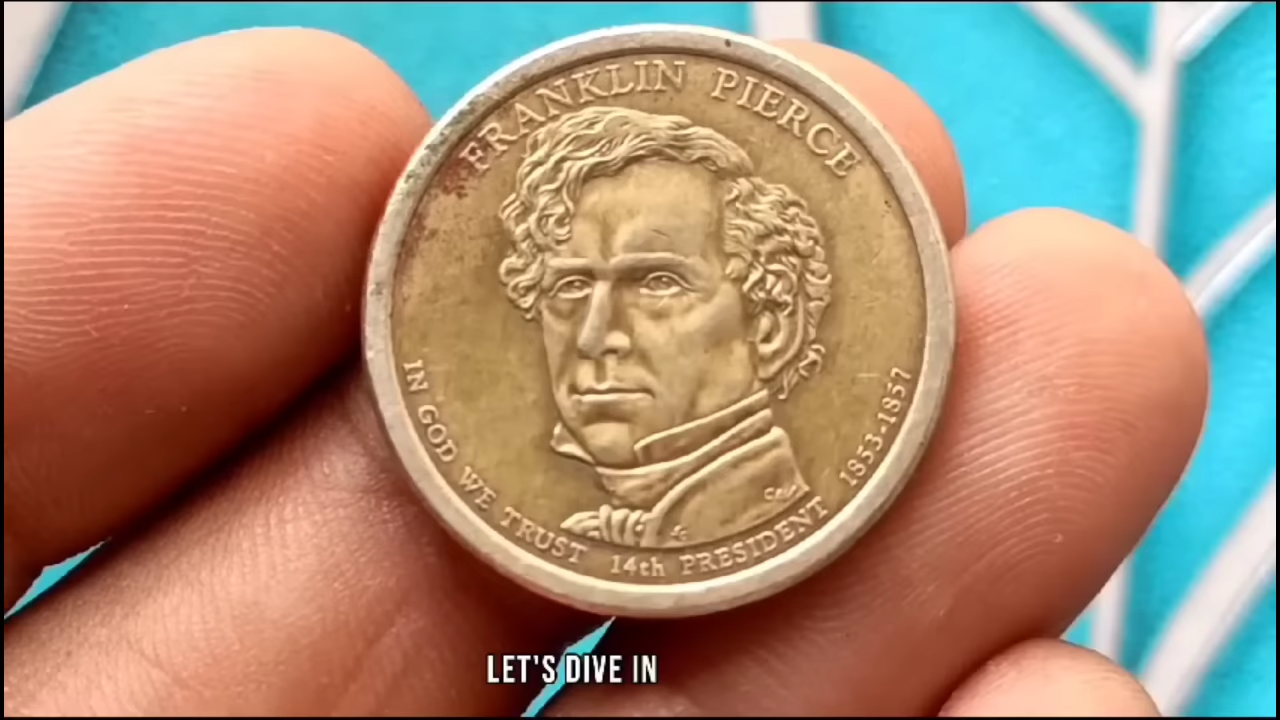 FRANKLIN PIERCE
IN GOD WE TRUST 14th PRESIDENT 1853-1857
LET'S DIVE IN